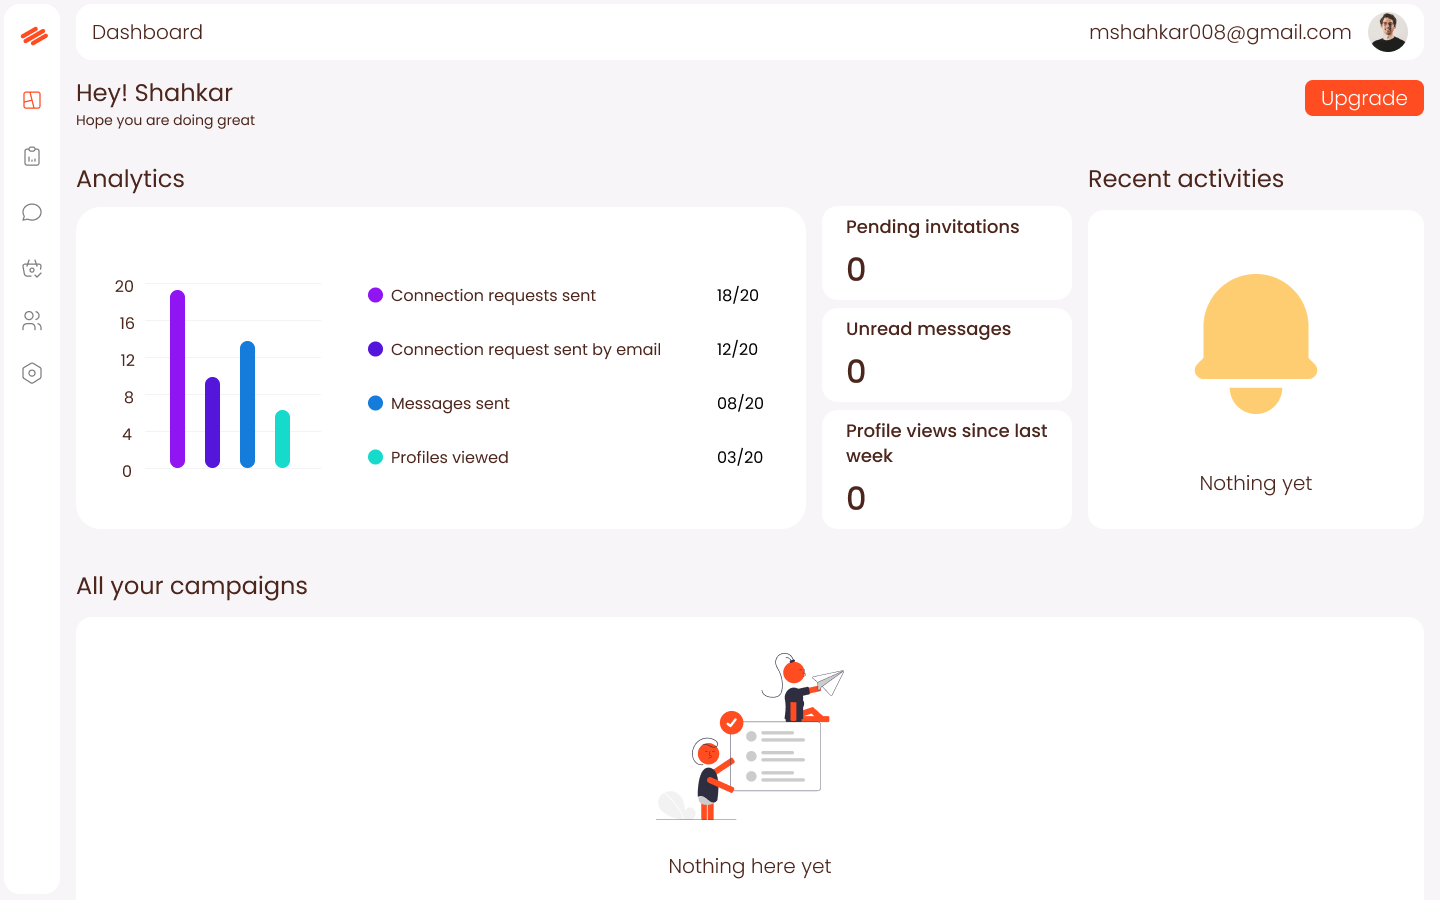 Dashboard
mshahkar008@gmail.com
Hey! Shahkar
Hope you are doing great
Upgrade
Analytics
20
16
12
8
4
0
Connection requests sent 18/20
Connection request sent by email 12/20
Messages sent 08/20
Profiles viewed 03/20
Pending invitations
0
Unread messages
0
Profile views since last
week
0
Recent activities
Nothing yet
All your campaigns
Nothing here yet